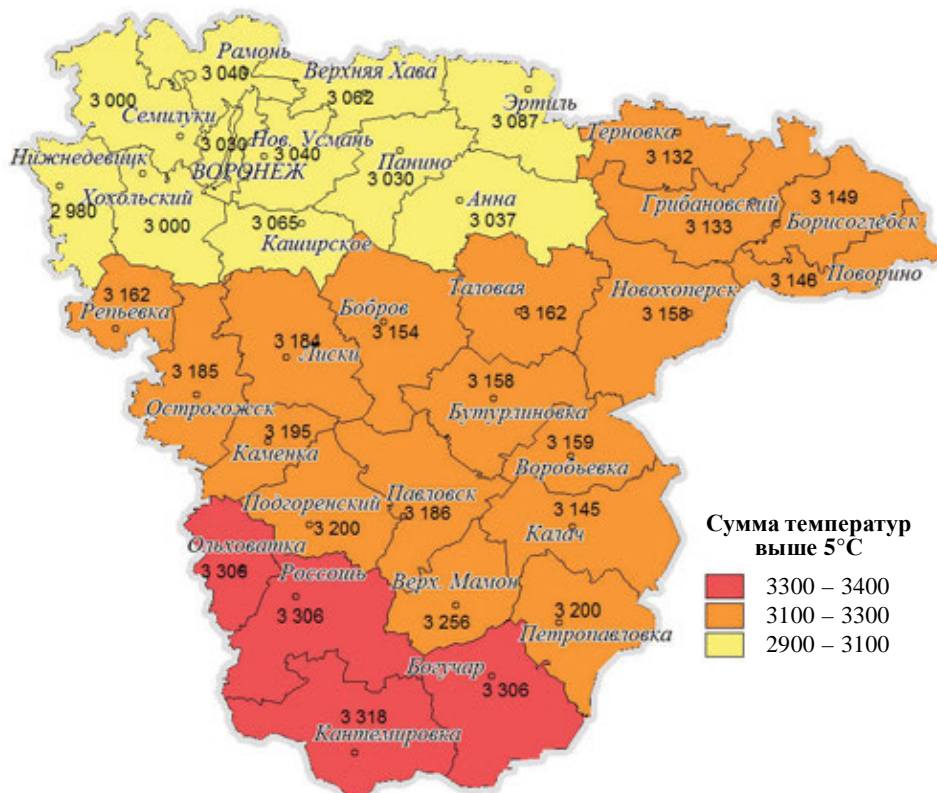 Рамонь
3 040
Верхняя Хава
3 062
3 000
Семилуки
Эртиль
3 087
Нов. Усмань
3 030
3 040
Терновка
3 132
Нижнедевицк
ВОРОНЕЖ
Панино
3 030
Хохольский
2 980
3 000
Анна
3 037
Грибановский
3 133
3 149
Борисоглебск
3 065
Каширское
3 162
Репьевка
Бобров
3 154
Таловая
3 162
Новохоперск
3 158
3 146
Поворино
3 184
Лиски
3 185
Острогожск
3 158
Бутурлиновка
3 195
Каменка
3 159
Воробьевка
Подгоренский
3 200
Павловск
3 186
3 145
Калач
Ольховатка
3 306
Россошь
3 306
Верх. Мамон
3 256
3 200
Петропавловка
Богучар
3 306
3 318
Кантемировка
Сумма температур
выше 5°C
3300 – 3400
3100 – 3300
2900 – 3100